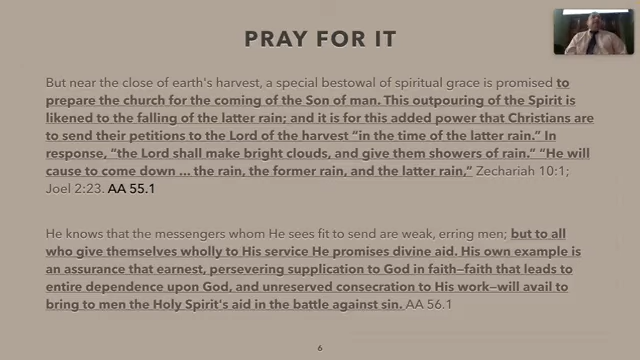 PRAY FOR IT
But near the close of earth's harvest, a special bestowal of spiritual grace is promised to
prepare the church for the coming of the Son of man. This outpouring of the Spirit is
likened to the falling of the latter rain; and it is for this added power that Christians are
to send their petitions to the Lord of the harvest “in the time of the latter rain.” In
response, “the Lord shall make bright clouds, and give them showers of rain.” “He will
cause to come down ... the rain, the former rain, and the latter rain,” Zechariah 10:1;
Joel 2:23. AA 55.1
He knows that the messengers whom He sees fit to send are weak, erring men; but to all
who give themselves wholly to His service He promises divine aid. His own example is
an assurance that earnest, persevering supplication to God in faith—faith that leads to
entire dependence upon God, and unreserved consecration to His work—will avail to
bring to men the Holy Spirit's aid in the battle against sin. AA 56.1
6